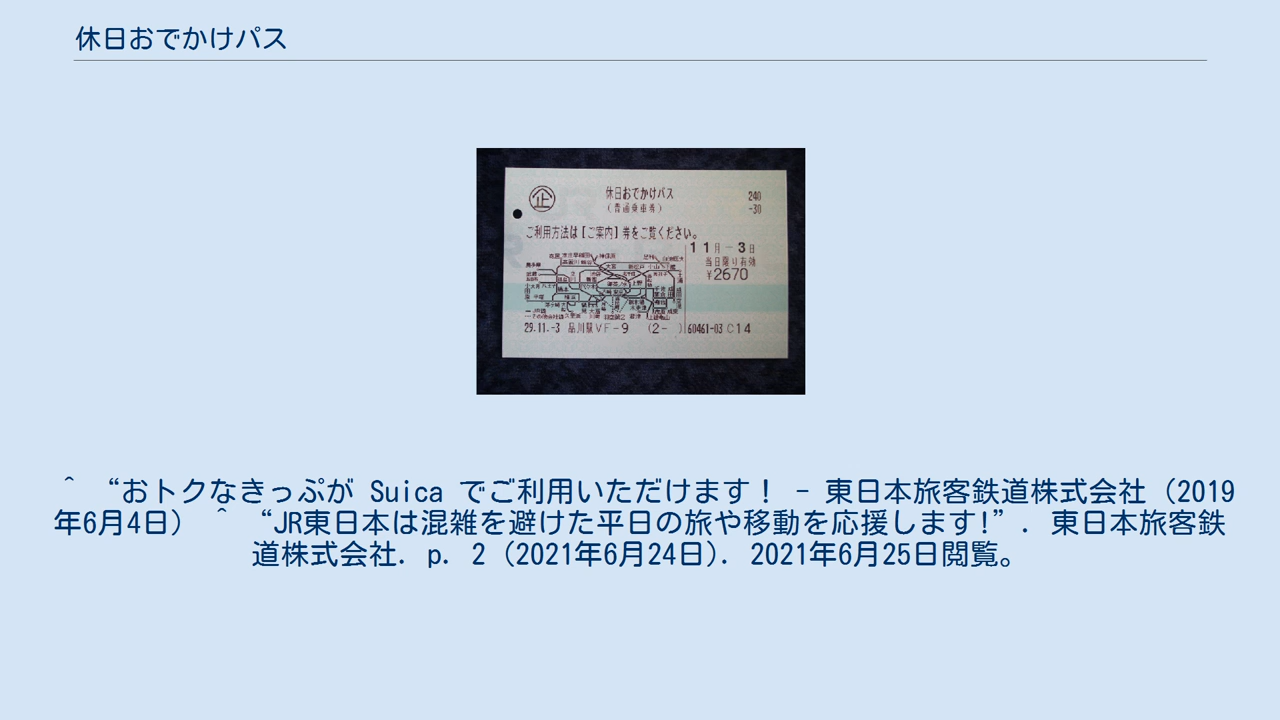 休日おでかけパス
企
休日おでかけパス
240
(普通乗車券)
-30
ご利用方法は【ご案内】券をご覧ください。
11月-3日
当日限り有効
¥2670
29.11.-3 品川駅VF-9 (2- ) 60461-03 C14
^ “おトクなきっぷが Suica でご利用いただけます！ - 東日本旅客鉄道株式会社 (2019
年6月4日) ^ “JR東日本は混雑を避けた平日の旅や移動を応援します!”. 東日本旅客鉄
道株式会社. p. 2 (2021年6月24日). 2021年6月25日閲覧。